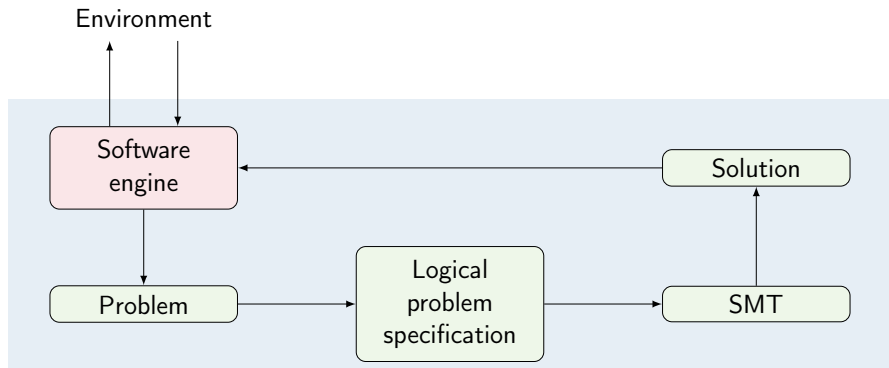 Environment
Software
engine
Solution
Problem
Logical
problem
specification
SMT